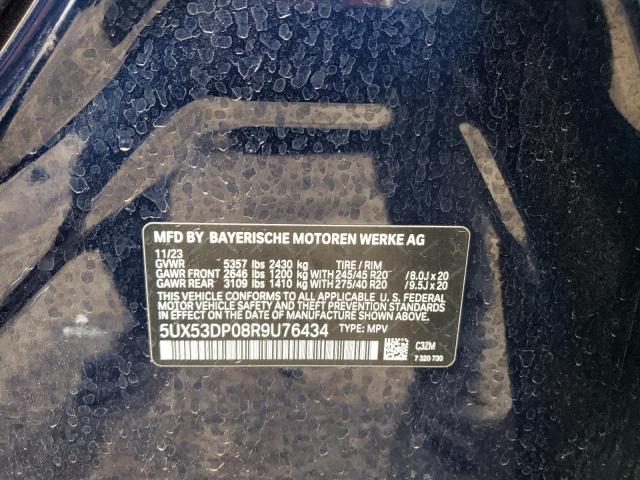 MFD BY BAYERISCHE MOTOREN WERKE AG
11/23
GVWR 5357 lbs 2430 kg TIRE / RIM
GAWR FRONT 2646 lbs 1200 kg WITH 245/45 R20 / 8.0J x 20
GAWR REAR 3109 lbs 1410 kg WITH 275/40 R20 / 9.5J x 20
THIS VEHICLE CONFORMS TO ALL APPLICABLE U. S. FEDERAL
MOTOR VEHICLE SAFETY AND THEFT PREVENTION STANDARDS
IN EFFECT ON THE DATE OF MANUFACTURE SHOWN ABOVE.
5UX53DP08R9U76434 TYPE: MPV
C3ZM
7 320 730